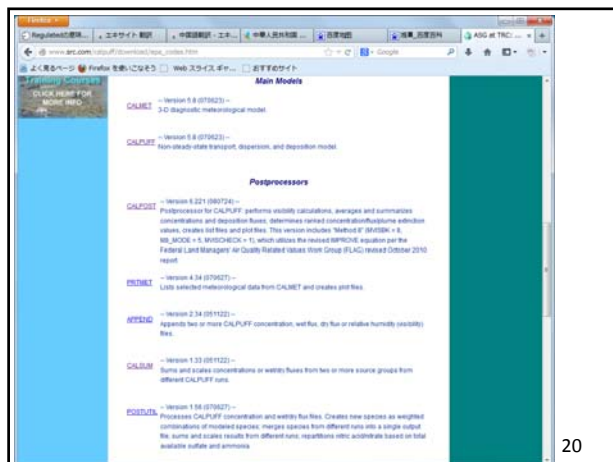 Firefox
Regulatedの意味... エキサイト 翻訳 中国語翻訳 - エキ... 中華人民共和国 ... 百度地图 鸿業_百度百科 ASG at TRC: ...
www.src.com/calpuff/download/epa_codes.htm Google
よく見るページ Firefox を使いこなそう Web スライス ギャ... おすすめサイト
Training Courses
CLICK HERE FOR
MORE INFO
Main Models
CALMET -- Version 5.8 (070623) --
3-D diagnostic meteorological model.
CALPUFF -- Version 5.8 (070623) --
Non-steady-state transport, dispersion, and deposition model.
Postprocessors
CALPOST -- Version 6.221 (080724) --
Postprocessor for CALPUFF: performs visibility calculations, averages and summarizes
concentrations and deposition fluxes, determines ranked concentration/flux/plume extinction
values, creates list files and plot files. This version includes "Method 8" (MVISBK = 8,
M8_MODE = 5, MVISCHECK = 1), which utilizes the revised IMPROVE equation per the
Federal Land Managers' Air Quality Related Values Work Group (FLAG) revised October 2010
report.
PRTMET -- Version 4.34 (070627) --
Lists selected meteorological data from CALMET and creates plot files.
APPEND -- Version 2.34 (051122) --
Appends two or more CALPUFF concentration, wet flux, dry flux or relative humidity (visibility)
files.
CALSUM -- Version 1.33 (051122) --
Sums and scales concentrations or wet/dry fluxes from two or more source groups from
different CALPUFF runs.
POSTUTIL -- Version 1.56 (070627) --
Processes CALPUFF concentration and wet/dry flux files. Creates new species as weighted
combinations of modeled species; merges species from different runs into a single output
file; sums and scales results from different runs; repartitions nitric acid/nitrate based on total
available sulfate and ammonia.
20